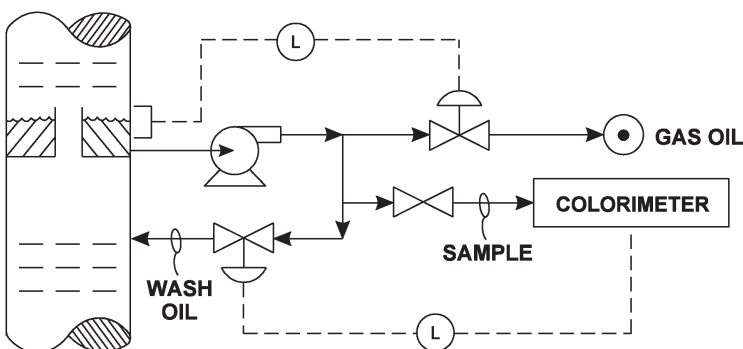 L
GAS OIL
COLORIMETER
SAMPLE
WASH
OIL
L